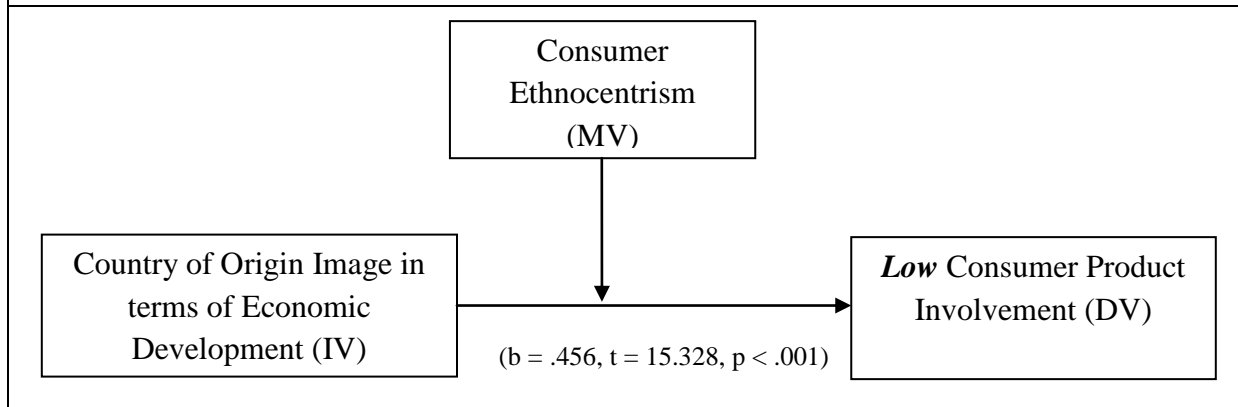 Consumer
Ethnocentrism
(MV)
Country of Origin Image in
terms of Economic
Development (IV)
Low Consumer Product
Involvement (DV)
(b = .456, t = 15.328, p < .001)